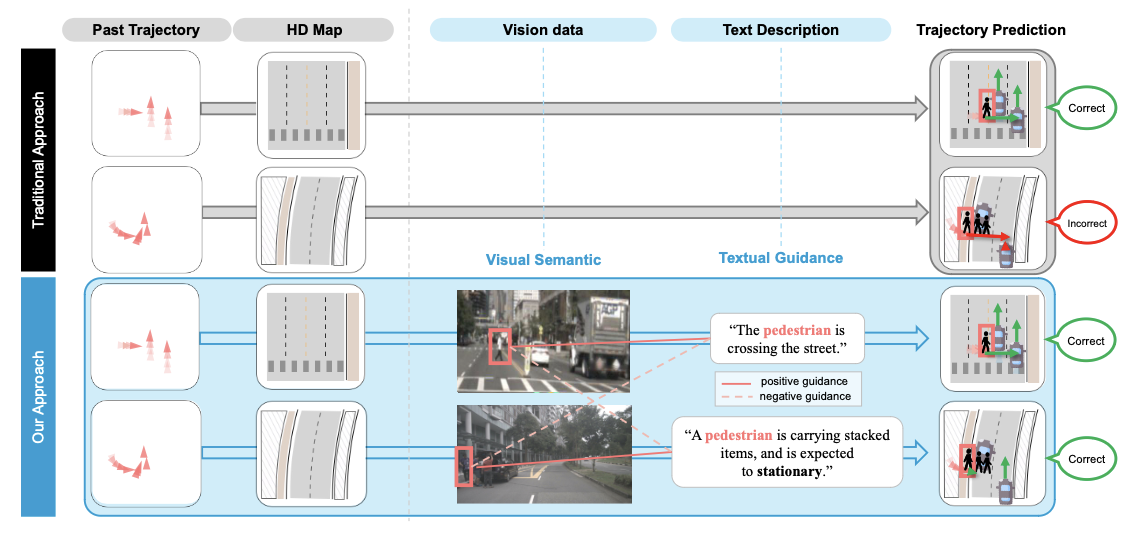 Past Trajectory
HD Map
Vision data
Text Description
Trajectory Prediction
Traditional Approach
Correct
Incorrect
Visual Semantic
Textual Guidance
Our Approach
“The pedestrian is
crossing the street.”
Correct
positive guidance
negative guidance
“A pedestrian is carrying stacked
items, and is expected
to stationary.”
Correct